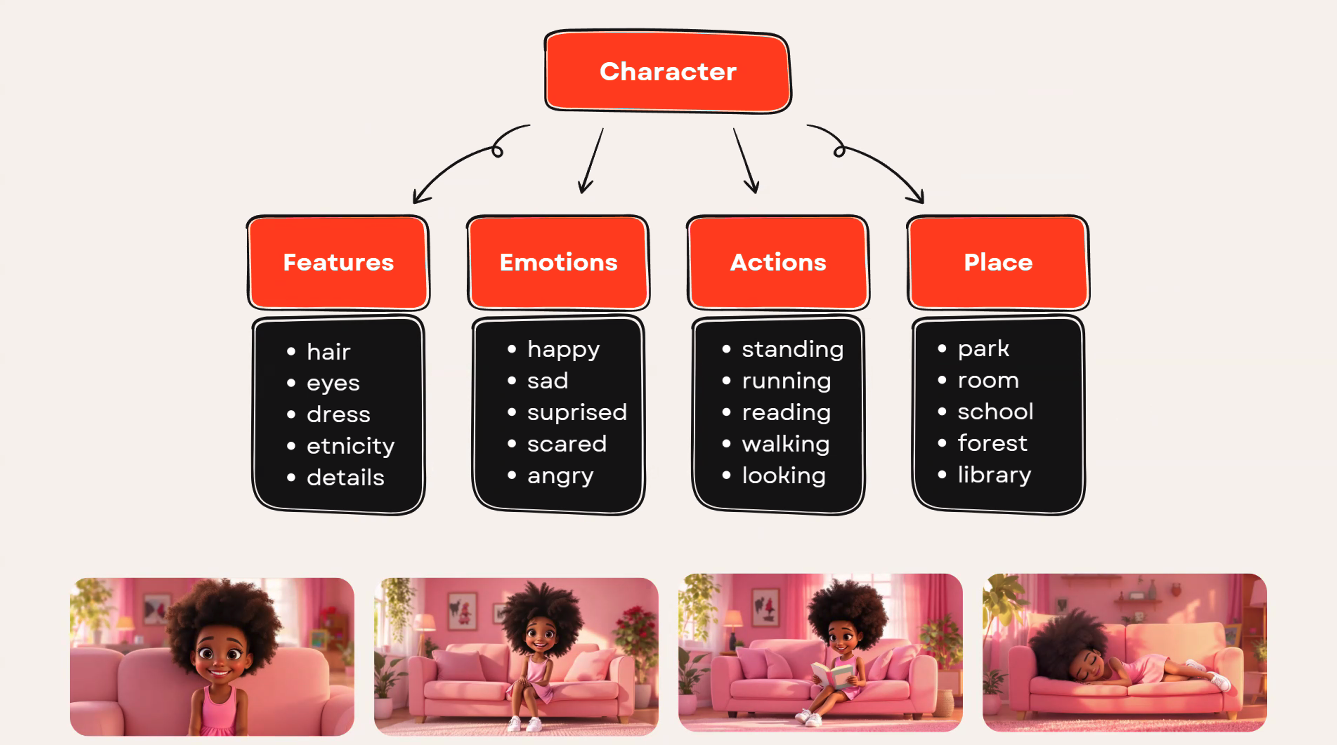 Character
Features
Emotions
Actions
Place
hair
eyes
dress
etnicity
details
happy
sad
suprised
scared
angry
standing
running
reading
walking
looking
park
room
school
forest
library